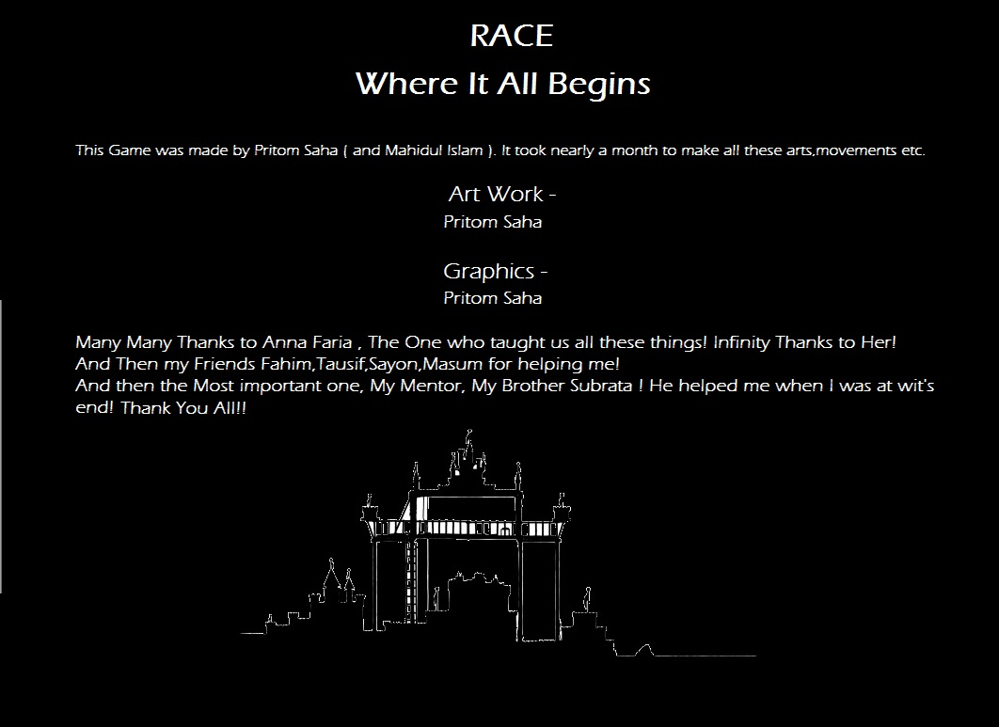 RACE
Where It All Begins
This Game was made by Pritom Saha ( and Mahidul Islam ). It took nearly a month to make all these arts,movements etc.
Art Work -
Pritom Saha
Graphics -
Pritom Saha
Many Many Thanks to Anna Faria , The One who taught us all these things! Infinity Thanks to Her!
And Then my Friends Fahim,Tausif,Sayon,Masum for helping me!
And then the Most important one, My Mentor, My Brother Subrata ! He helped me when I was at wit's
end! Thank You All!!